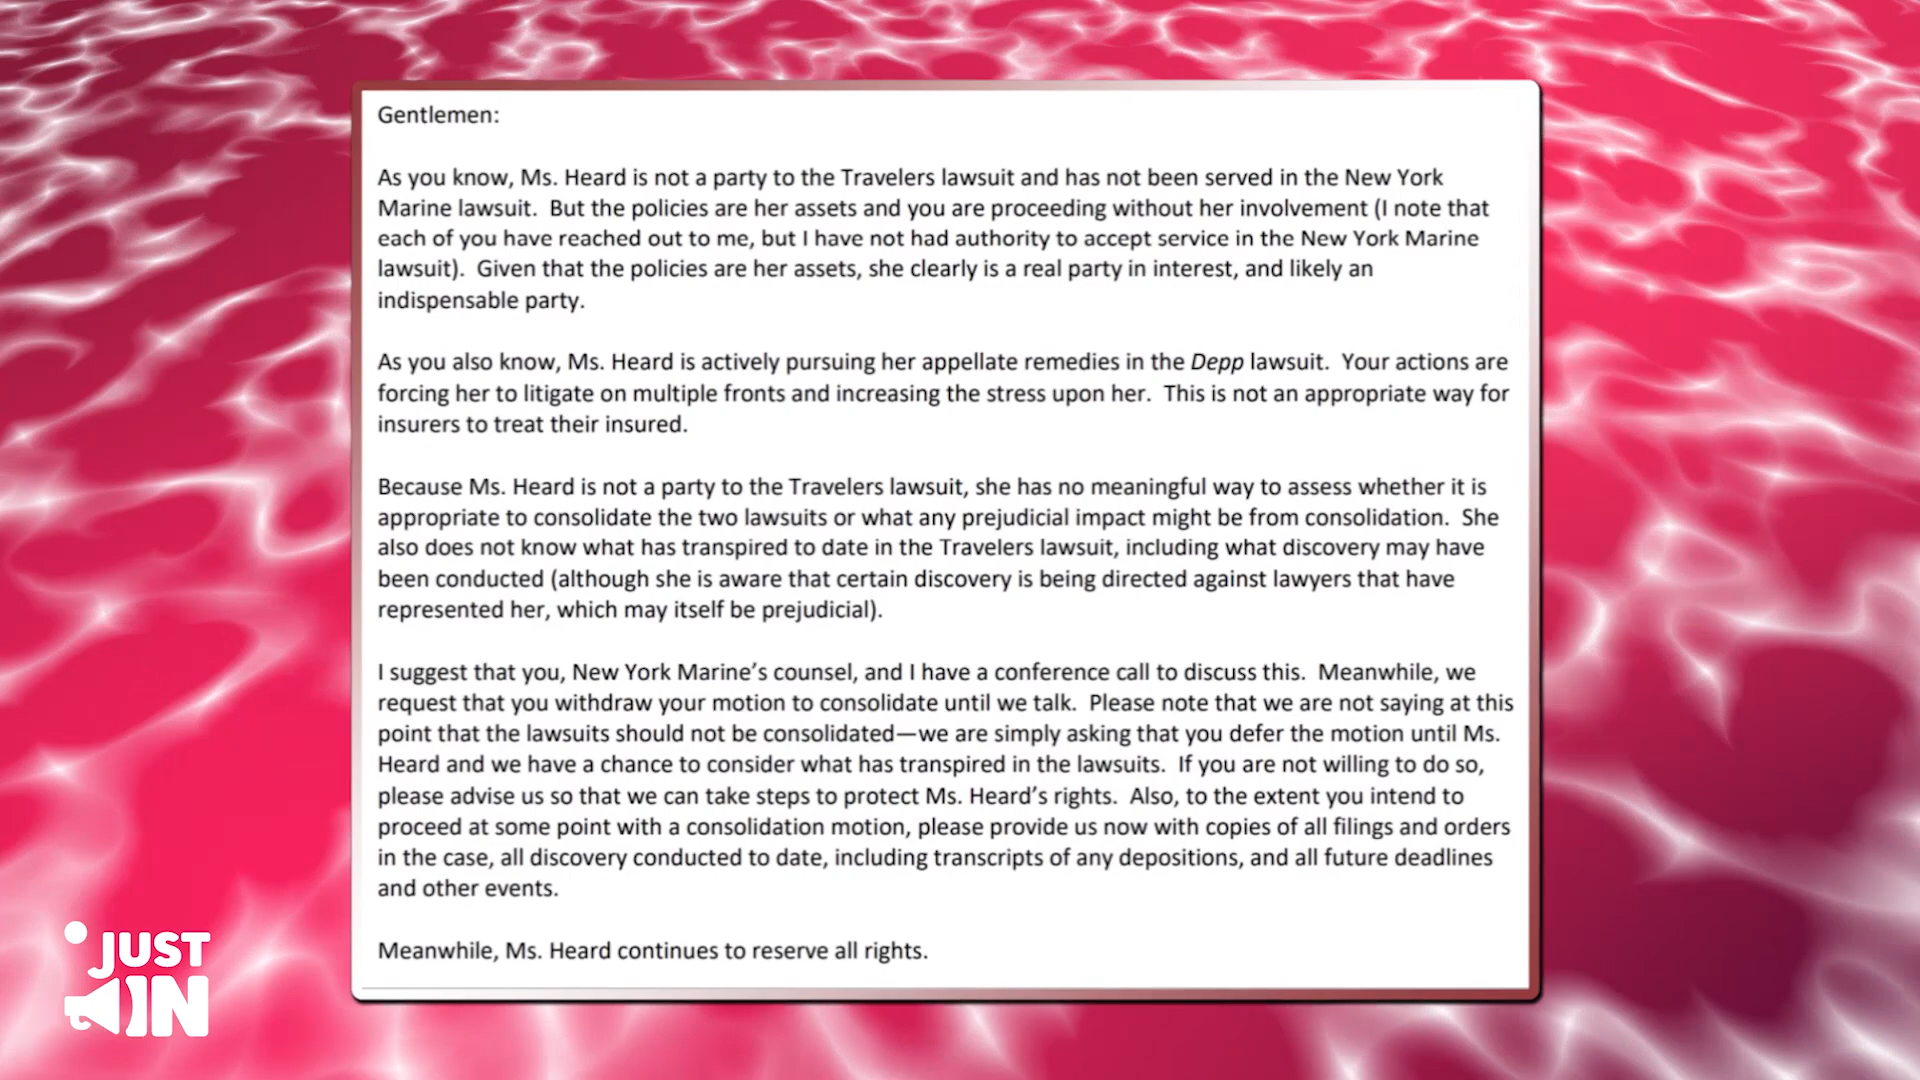 Gentlemen:
As you know, Ms. Heard is not a party to the Travelers lawsuit and has not been served in the New York
Marine lawsuit.  But the policies are her assets and you are proceeding without her involvement (I note that
each of you have reached out to me, but I have not had authority to accept service in the New York Marine
lawsuit).  Given that the policies are her assets, she clearly is a real party in interest, and likely an
indispensable party.
As you also know, Ms. Heard is actively pursuing her appellate remedies in the Depp lawsuit.  Your actions are
forcing her to litigate on multiple fronts and increasing the stress upon her.  This is not an appropriate way for
insurers to treat their insured.
Because Ms. Heard is not a party to the Travelers lawsuit, she has no meaningful way to assess whether it is
appropriate to consolidate the two lawsuits or what any prejudicial impact might be from consolidation.  She
also does not know what has transpired to date in the Travelers lawsuit, including what discovery may have
been conducted (although she is aware that certain discovery is being directed against lawyers that have
represented her, which may itself be prejudicial).
I suggest that you, New York Marine’s counsel, and I have a conference call to discuss this.  Meanwhile, we
request that you withdraw your motion to consolidate until we talk.  Please note that we are not saying at this
point that the lawsuits should not be consolidated—we are simply asking that you defer the motion until Ms.
Heard and we have a chance to consider what has transpired in the lawsuits.  If you are not willing to do so,
please advise us so that we can take steps to protect Ms. Heard’s rights.  Also, to the extent you intend to
proceed at some point with a consolidation motion, please provide us now with copies of all filings and orders
in the case, all discovery conducted to date, including transcripts of any depositions, and all future deadlines
and other events.
Meanwhile, Ms. Heard continues to reserve all rights.
JUST
IN